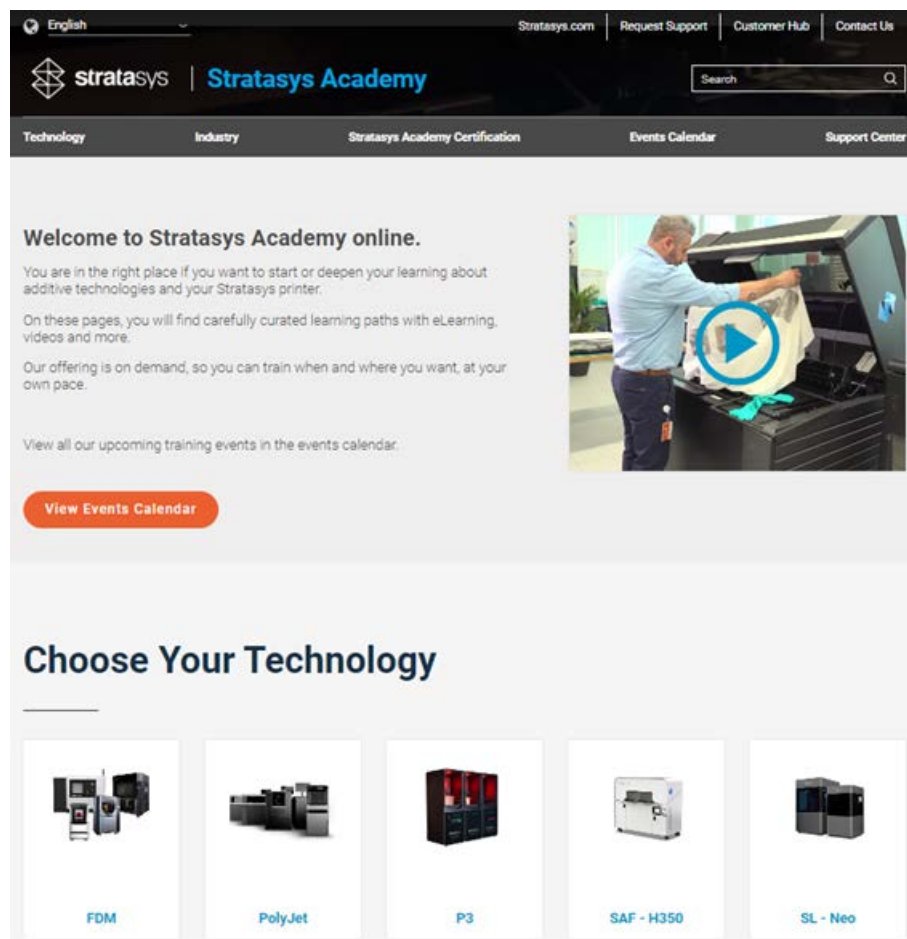 English
Stratasys.com Request Support Customer Hub Contact Us
stratasys Stratasys Academy
Search
Technology Industry Stratasys Academy Certification Events Calendar Support Center
Welcome to Stratasys Academy online.
You are in the right place if you want to start or deepen your learning about
additive technologies and your Stratasys printer.
On these pages, you will find carefully curated learning paths with eLearning,
videos and more.
Our offering is on demand, so you can train when and where you want, at your
own pace.
View all our upcoming training events in the events calendar.
View Events Calendar
Choose Your Technology
FDM PolyJet P3 SAF - H350 SL - Neo